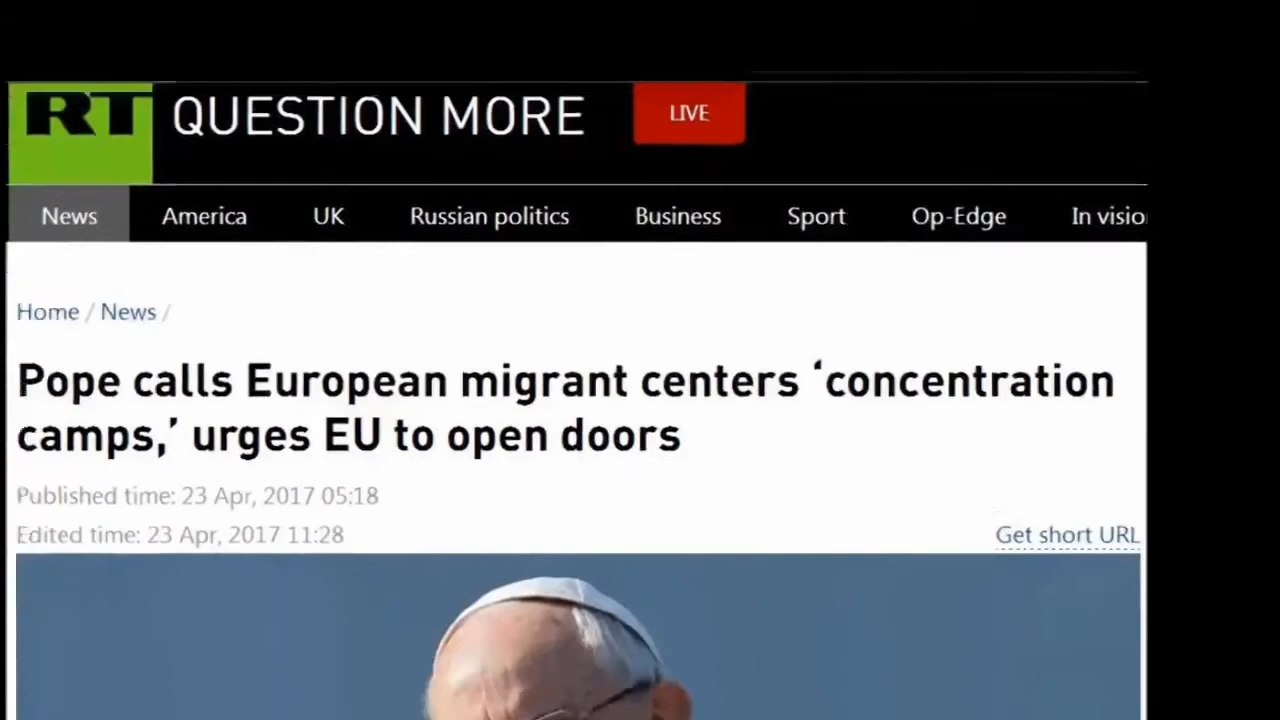 RT QUESTION MORE LIVE
News America UK Russian politics Business Sport Op-Edge In visio
Home / News /
Pope calls European migrant centers ‘concentration
camps,’ urges EU to open doors
Published time: 23 Apr, 2017 05:18
Edited time: 23 Apr, 2017 11:28 Get short URL